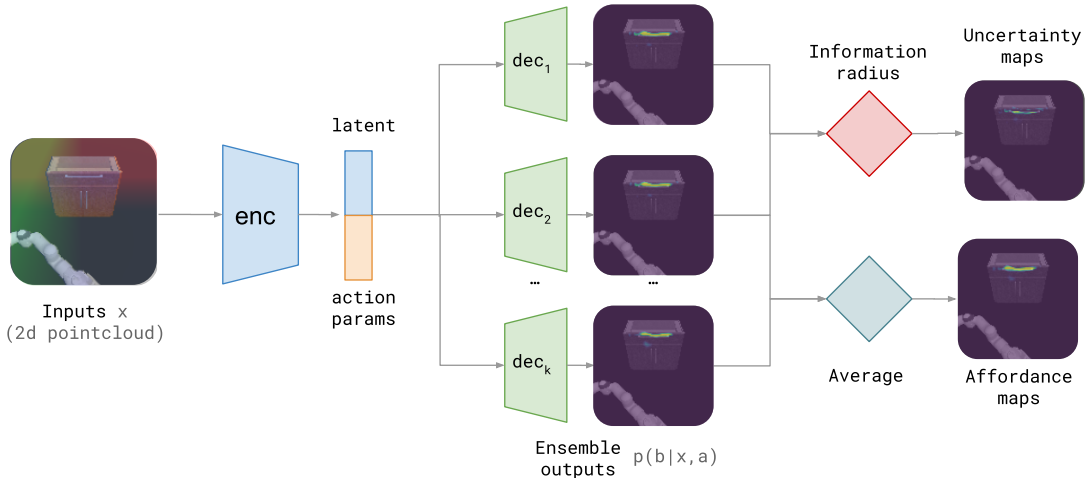 Inputs x
(2d pointcloud)
enc
latent
action
params
dec1
dec2
...
deck
...
Ensemble
outputs
p(b|x,a)
Information
radius
Average
Uncertainty
maps
Affordance
maps